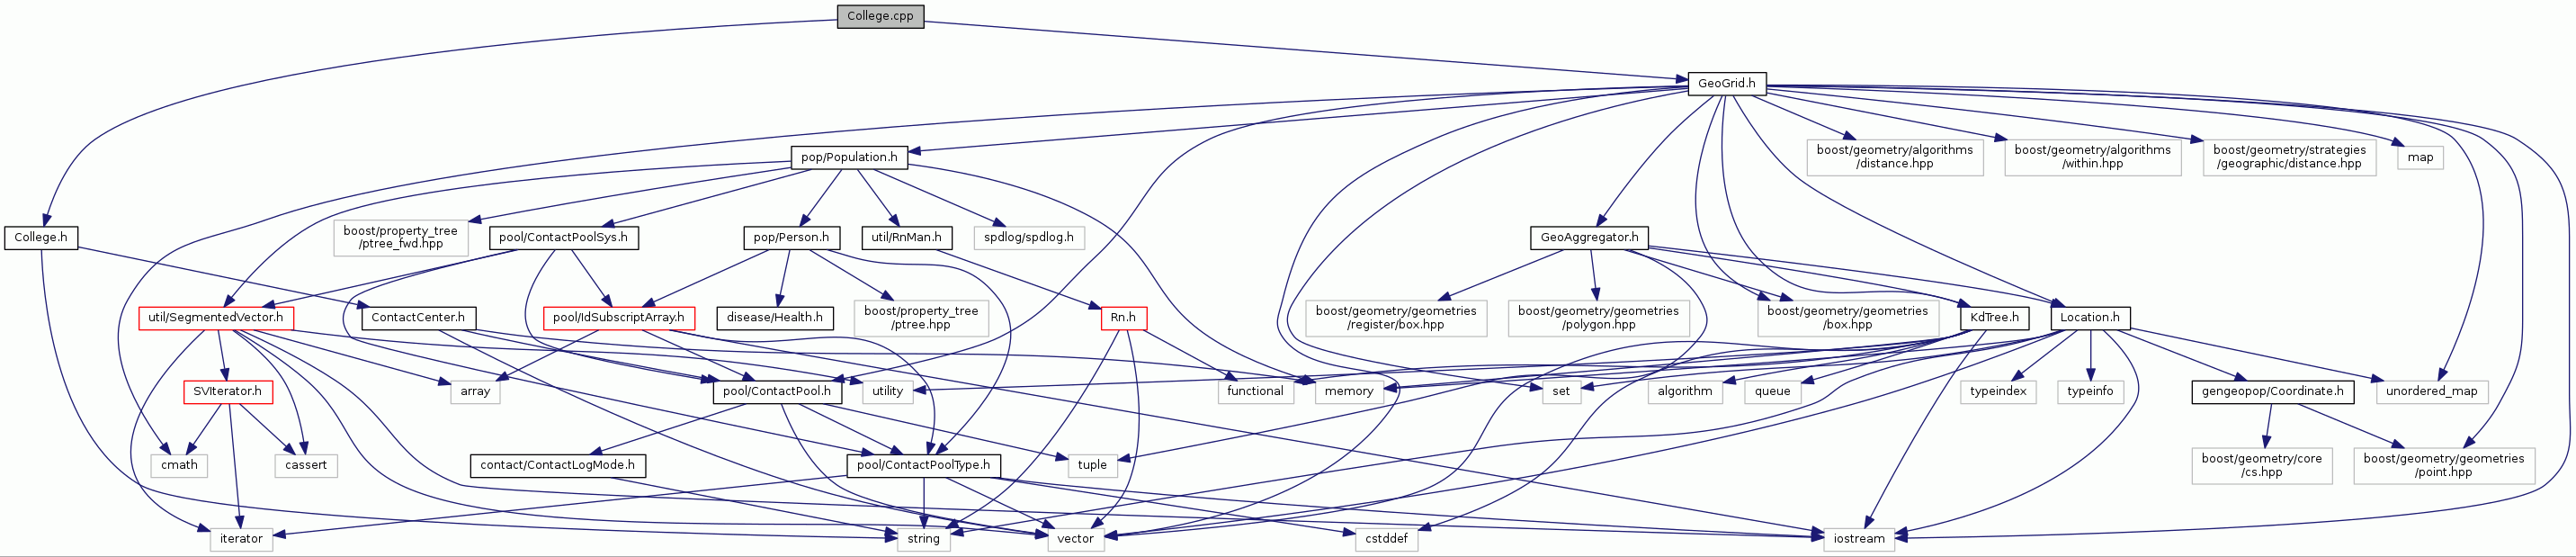 College.cpp
GeoGrid.h
pop/Population.h
boost/geometry/algorithms
/distance.hpp
boost/geometry/algorithms
/within.hpp
boost/geometry/strategies
/geographic/distance.hpp
map
College.h
boost/property_tree
/ptree_fwd.hpp
pool/ContactPoolSys.h
pop/Person.h
util/RnMan.h
spdlog/spdlog.h
GeoAggregator.h
util/SegmentedVector.h
ContactCenter.h
pool/IdSubscriptArray.h
disease/Health.h
boost/property_tree
/ptree.hpp
Rn.h
boost/geometry/geometries
/register/box.hpp
boost/geometry/geometries
/polygon.hpp
boost/geometry/geometries
/box.hpp
KdTree.h
Location.h
SVIterator.h
array
pool/ContactPool.h
utility
functional
memory
set
algorithm
queue
typeindex
typeinfo
gengeopop/Coordinate.h
unordered_map
cmath
cassert
contact/ContactLogMode.h
pool/ContactPoolType.h
tuple
boost/geometry/core
/cs.hpp
boost/geometry/geometries
/point.hpp
iterator
string
vector
cstddef
iostream